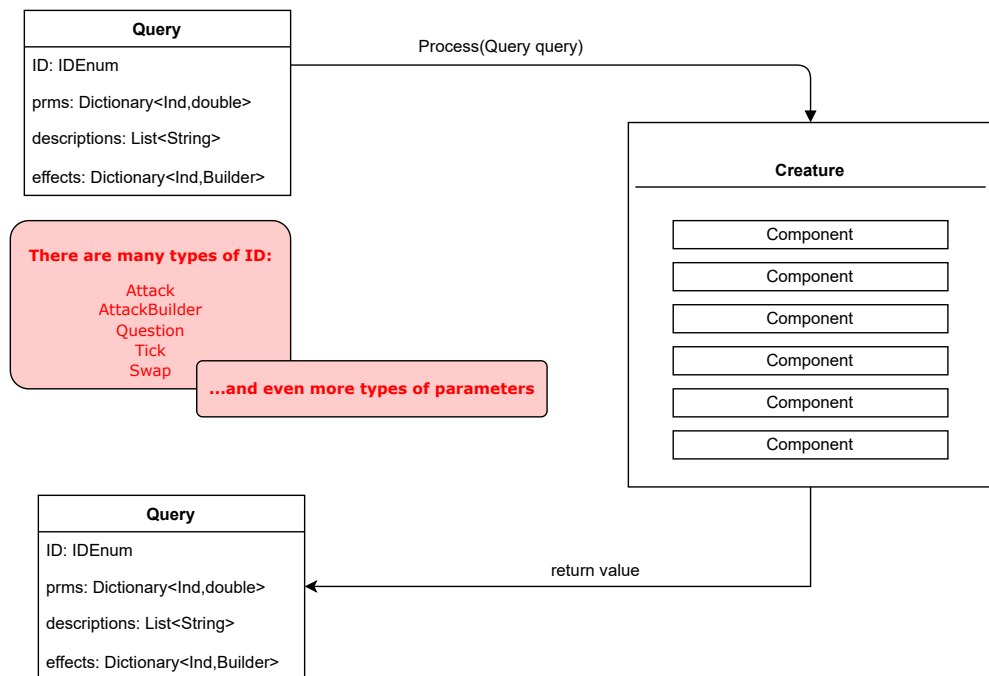 Query
ID: IDEnum
prms: Dictionary<Ind,double>
descriptions: List<String>
effects: Dictionary<Ind,Builder>
Process(Query query)
There are many types of ID:
Attack
AttackBuilder
Question
Tick
Swap
...and even more types of parameters
Creature
Component
Component
Component
Component
Component
Component
return value
Query
ID: IDEnum
prms: Dictionary<Ind,double>
descriptions: List<String>
effects: Dictionary<Ind,Builder>